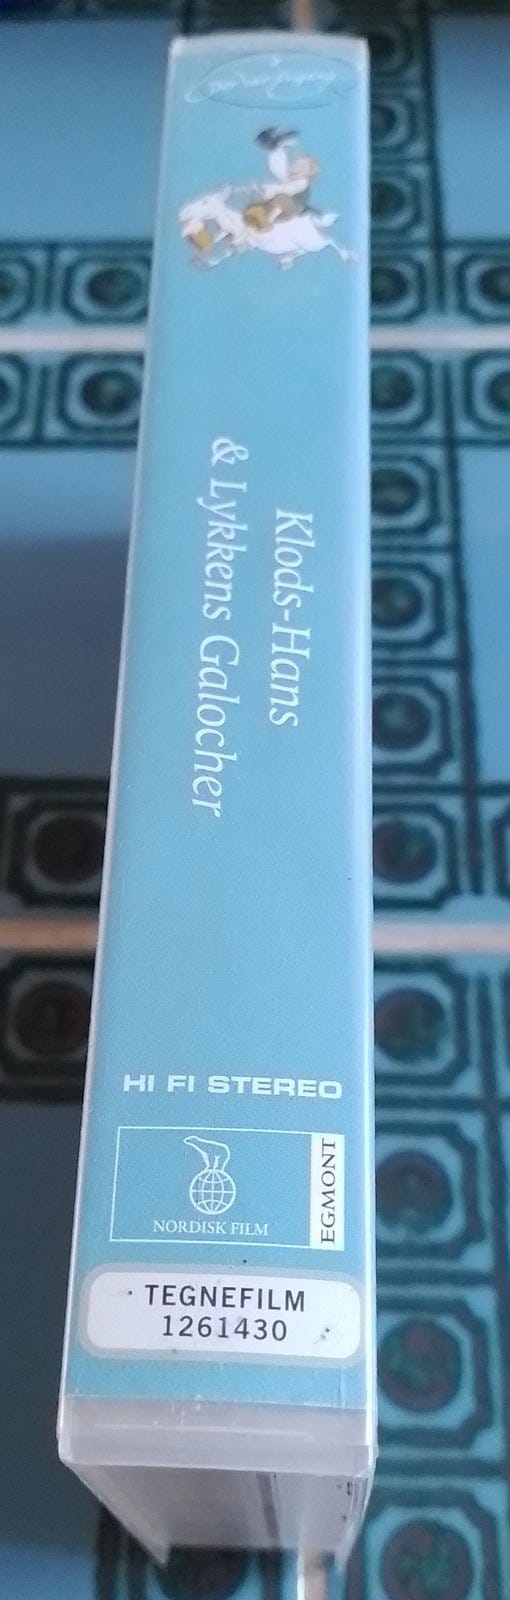 Klods-Hans
& Lykkens Galocher
HI FI STEREO
NORDISK FILM
EGMONT
TEGNEFILM
1261430